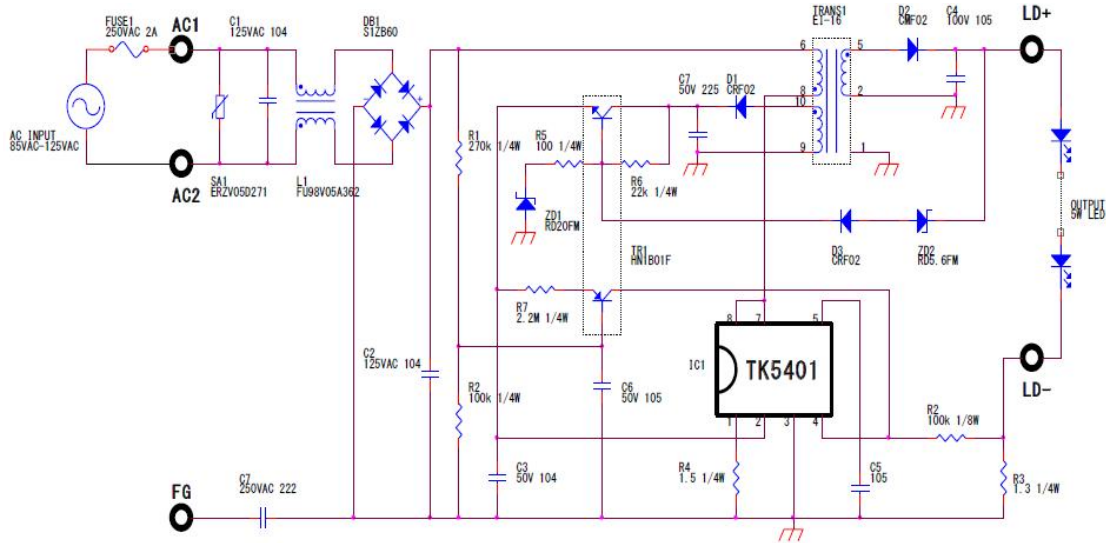 FUSE1
250VAC 2A
AC1
C1
125VAC 104
DB1
S1ZB60
TRANS1
EI-16
D2
CRF02
C4
100V 105
LD+
6
5
8
10
2
9
1
C7
50V 225
D1
CRF02
AC INPUT
85VAC-125VAC
R1
270k 1/4W
R5
100 1/4W
R6
22k 1/4W
AC2
SA1
ERZV05D271
L1
FU98V05A362
ZD1
RD20FM
TR1
HN1B01F
D3
CRF02
ZD2
RD5.6FM
OUTPUT
5W LED
R7
2.2M 1/4W
8
7
5
IC1
TK5401
1
2
3
4
C2
125VAC 104
LD-
R2
100k 1/4W
C6
50V 105
R2
100k 1/8W
C3
50V 104
R4
1.5 1/4W
C5
105
R3
1.3 1/4W
FG
C7
250VAC 222